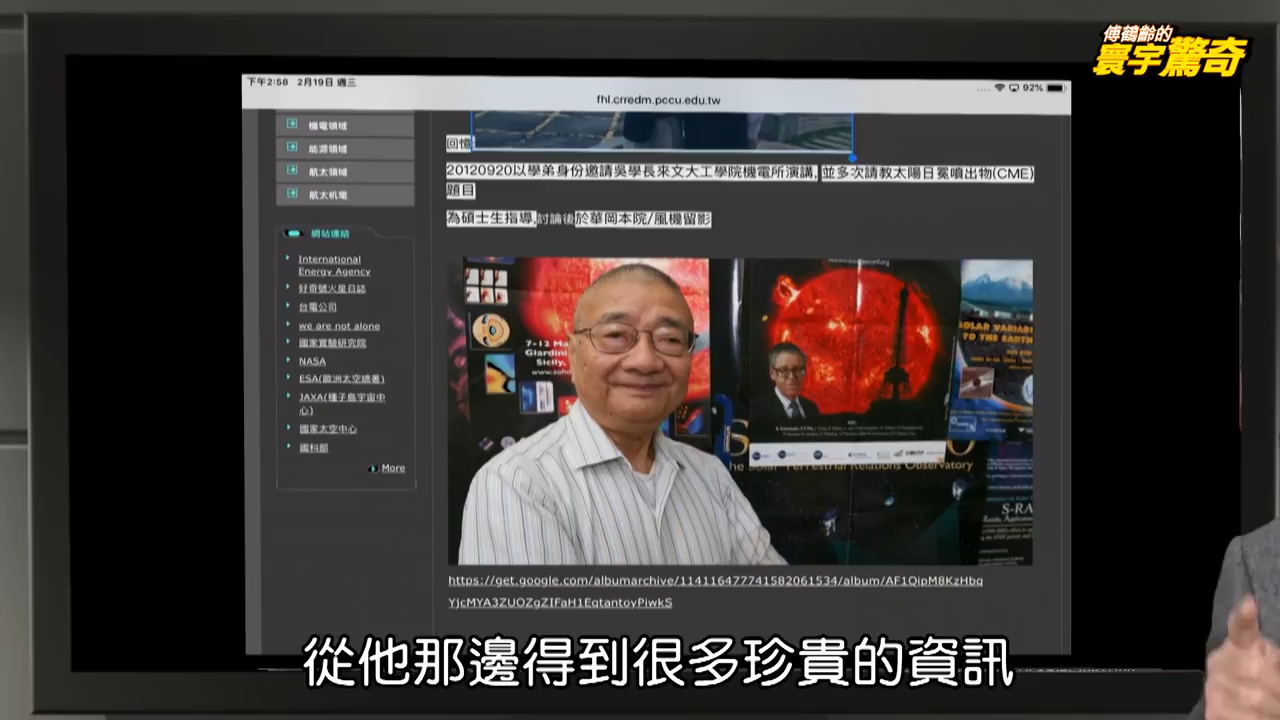 傅鶴齡的
寰宇驚奇
下午2:58 2月19日 週三
92%
fhl.crredm.pccu.edu.tw
機電領域
能源領域
航太領域
航太机電
網站連結
International
Energy Agency
好奇號火星日誌
台電公司
we are not alone
國家實驗研究院
NASA
ESA(歐洲太空總署)
JAXA(種子島宇宙中
心)
國家太空中心
國科部
More
回憶
20120920以學弟身份邀請吳學長來文大工學院機電所演講, 並多次請教太陽日冕噴出物(CME)
題目
為碩士生指導,討論後於華岡本院/風機留影
7-12 Ma
Giardini
Sicily,
SOLAR VARIAB
TO THE EARTH
The Solar Terrestrial Relations Observatory
S-RA
https://get.google.com/albumarchive/114116477741582061534/album/AF1QipM8KzHbq
YjcMYA3ZUOZgZIFaH1EqtantoyPiwkS
從他那邊得到很多珍貴的資訊